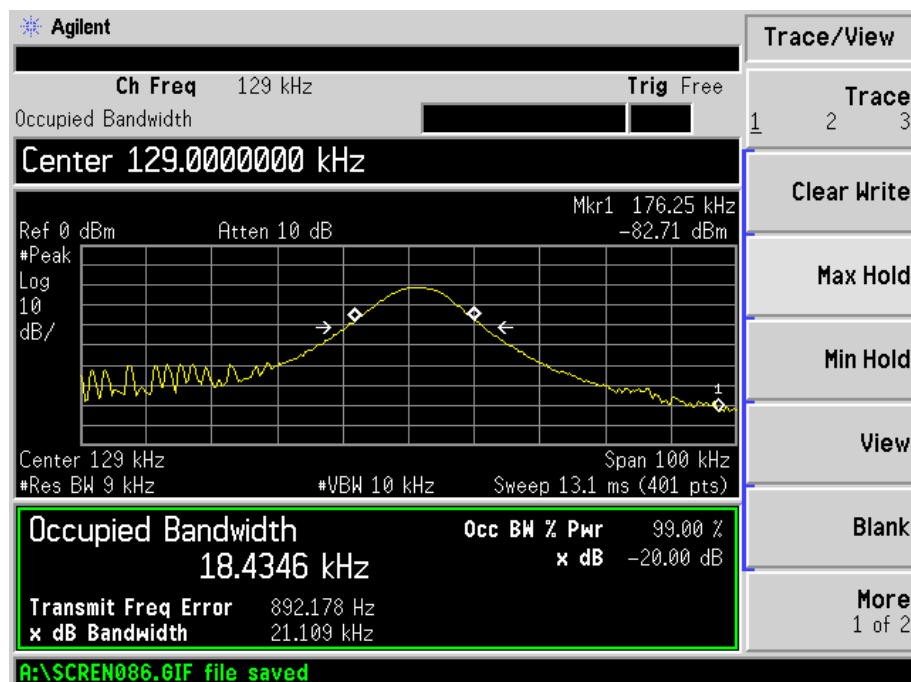 Agilent
Trace/View
Ch Freq 129 kHz Trig Free
Occupied Bandwidth
Trace
1 2 3
Center 129.0000000 kHz
Clear Write
Mkr1 176.25 kHz
Ref 0 dBm Atten 10 dB -82.71 dBm
#Peak
Log
10
dB/
Max Hold
Min Hold
1
View
Center 129 kHz Span 100 kHz
#Res BW 9 kHz #VBW 10 kHz Sweep 13.1 ms (401 pts)
Occupied Bandwidth
18.4346 kHz
Occ BW % Pwr 99.00 %
x dB -20.00 dB
Blank
Transmit Freq Error 892.178 Hz
x dB Bandwidth 21.109 kHz
More
1 of 2
A:\SCREN086.GIF file saved